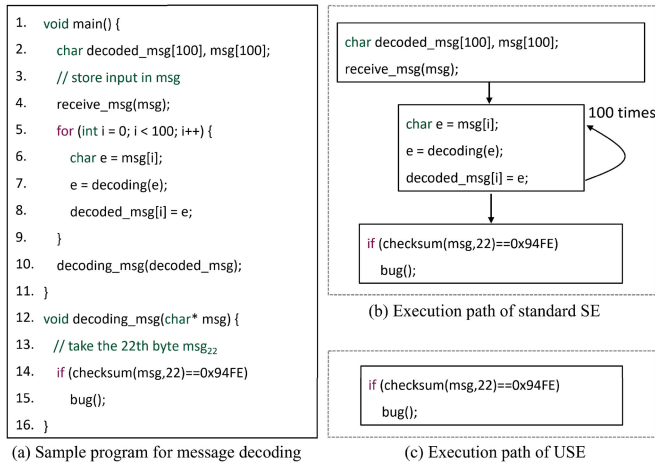 1. void main() {
2. char decoded_msg[100], msg[100];
3. // store input in msg
4. receive_msg(msg);
5. for (int i = 0; i < 100; i++) {
6. char e = msg[i];
7. e = decoding(e);
8. decoded_msg[i] = e;
9. }
10. decoding_msg(decoded_msg);
11. }
12. void decoding_msg(char* msg) {
13. // take the 22th byte msg₂₂
14. if (checksum(msg,22)==0x94FE)
15. bug();
16. }
(a) Sample program for message decoding
char decoded_msg[100], msg[100];
receive_msg(msg);
100 times
char e = msg[i];
e = decoding(e);
decoded_msg[i] = e;
if (checksum(msg,22)==0x94FE)
bug();
(b) Execution path of standard SE
if (checksum(msg,22)==0x94FE)
bug();
(c) Execution path of USE